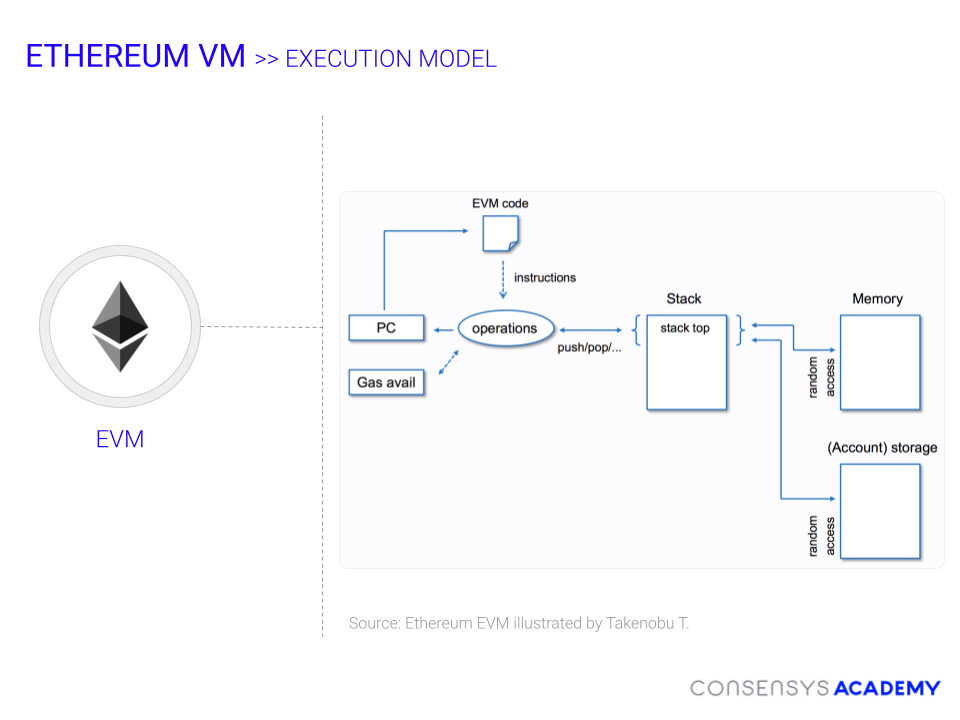 ETHEREUM VM >> EXECUTION MODEL
EVM
EVM code
instructions
PC
operations
push/pop/...
Gas avail
Stack
stack top
Memory
random
access
(Account) storage
random
access
Source: Ethereum EVM illustrated by Takenobu T.
CONSENSYS ACADEMY